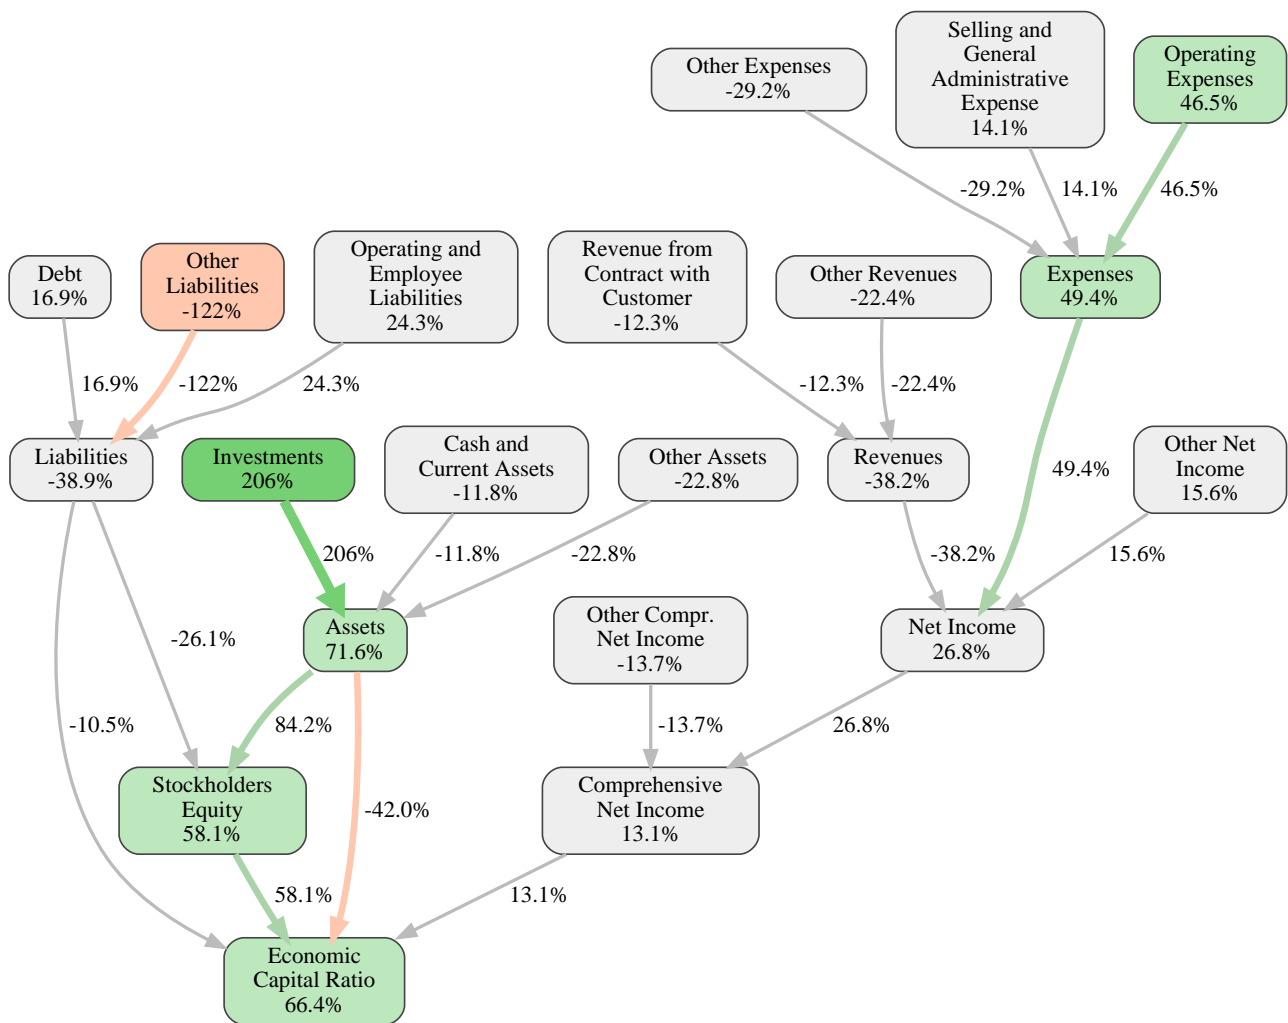 Selling and
General
Administrative
Expense
14.1%
Operating
Expenses
46.5%
Other Expenses
-29.2%
-29.2%
14.1%
46.5%
Debt
16.9%
Other
Liabilities
-122%
Operating and
Employee
Liabilities
24.3%
Revenue from
Contract with
Customer
-12.3%
Other Revenues
-22.4%
Expenses
49.4%
16.9%
-122%
24.3%
-12.3%
-22.4%
Liabilities
-38.9%
Investments
206%
Cash and
Current Assets
-11.8%
Other Assets
-22.8%
Revenues
-38.2%
49.4%
Other Net
Income
15.6%
206%
-11.8%
-22.8%
-38.2%
15.6%
-26.1%
Assets
71.6%
Other Compr.
Net Income
-13.7%
Net Income
26.8%
-10.5%
84.2%
-13.7%
26.8%
Stockholders
Equity
58.1%
-42.0%
Comprehensive
Net Income
13.1%
58.1%
13.1%
Economic
Capital Ratio
66.4%